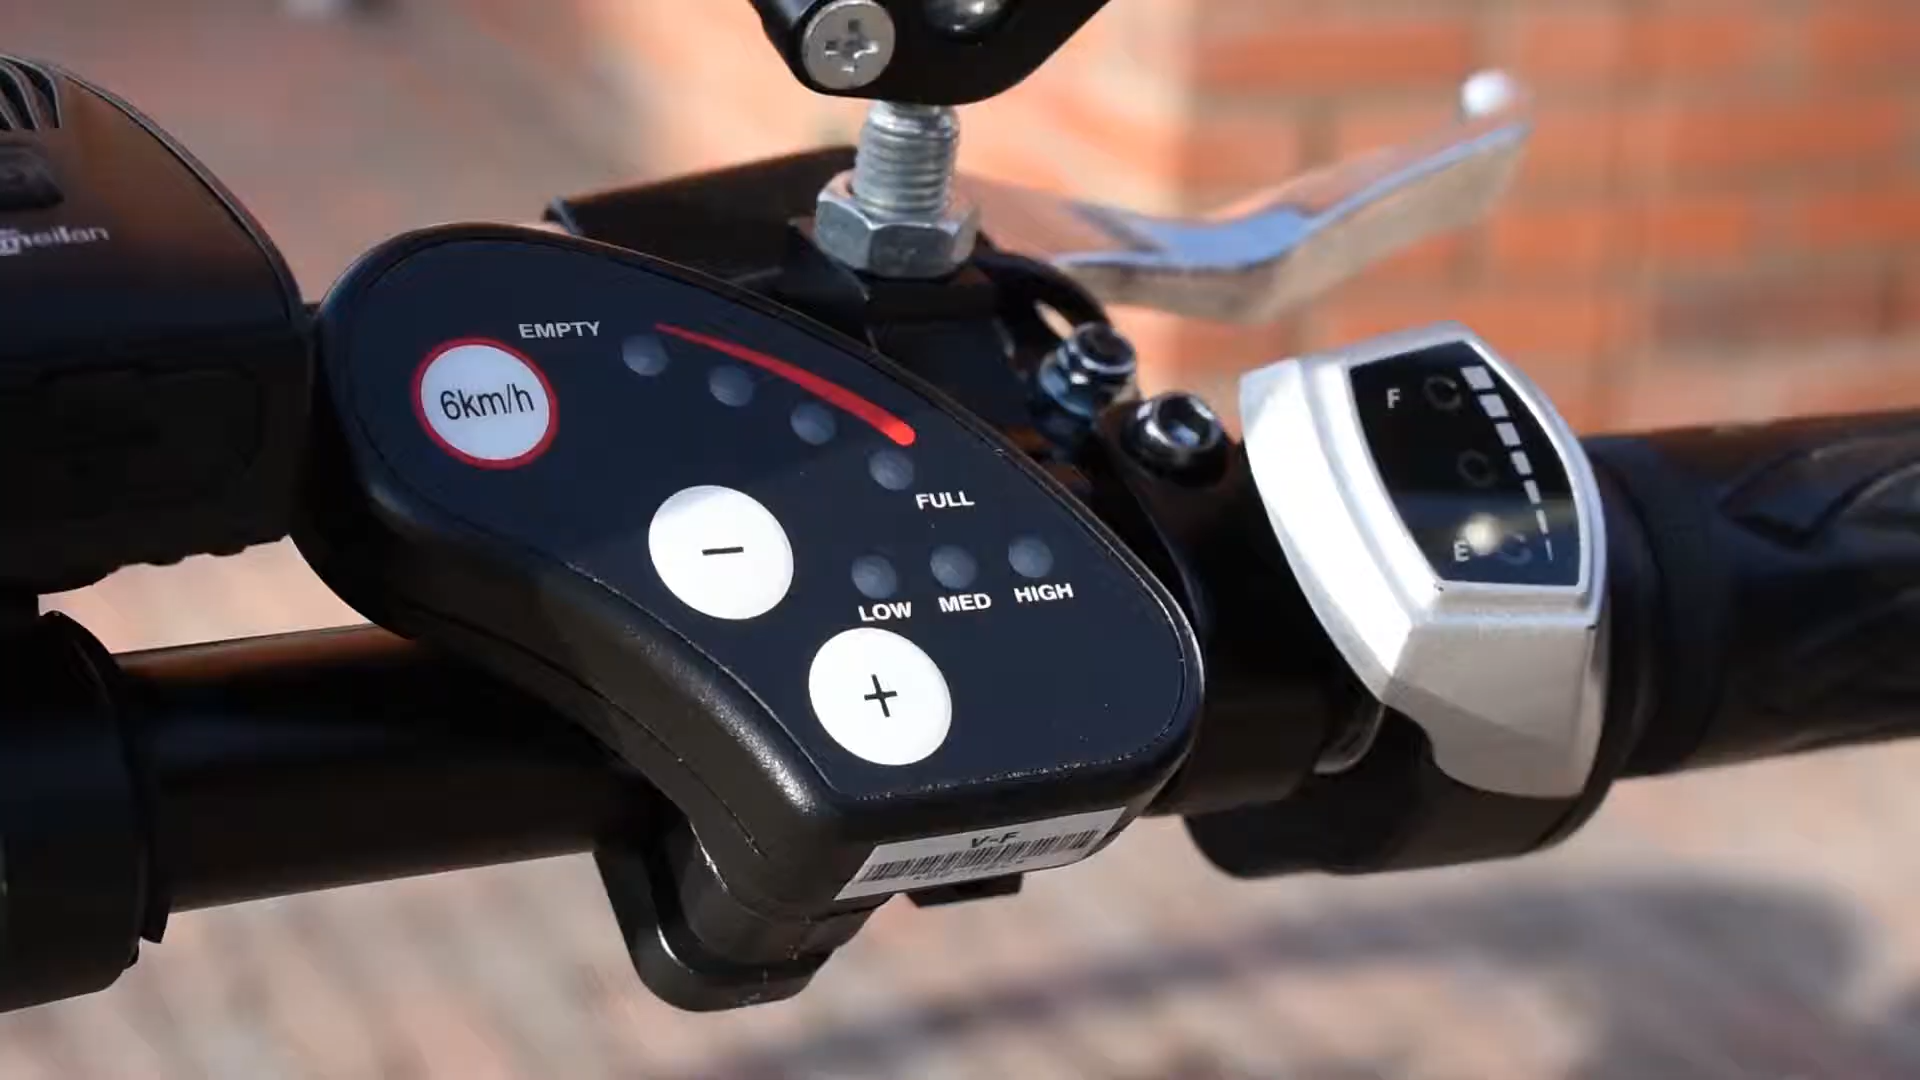 EMPTY
6km/h
FULL
−
LOW MED HIGH
+
V-F
F
E